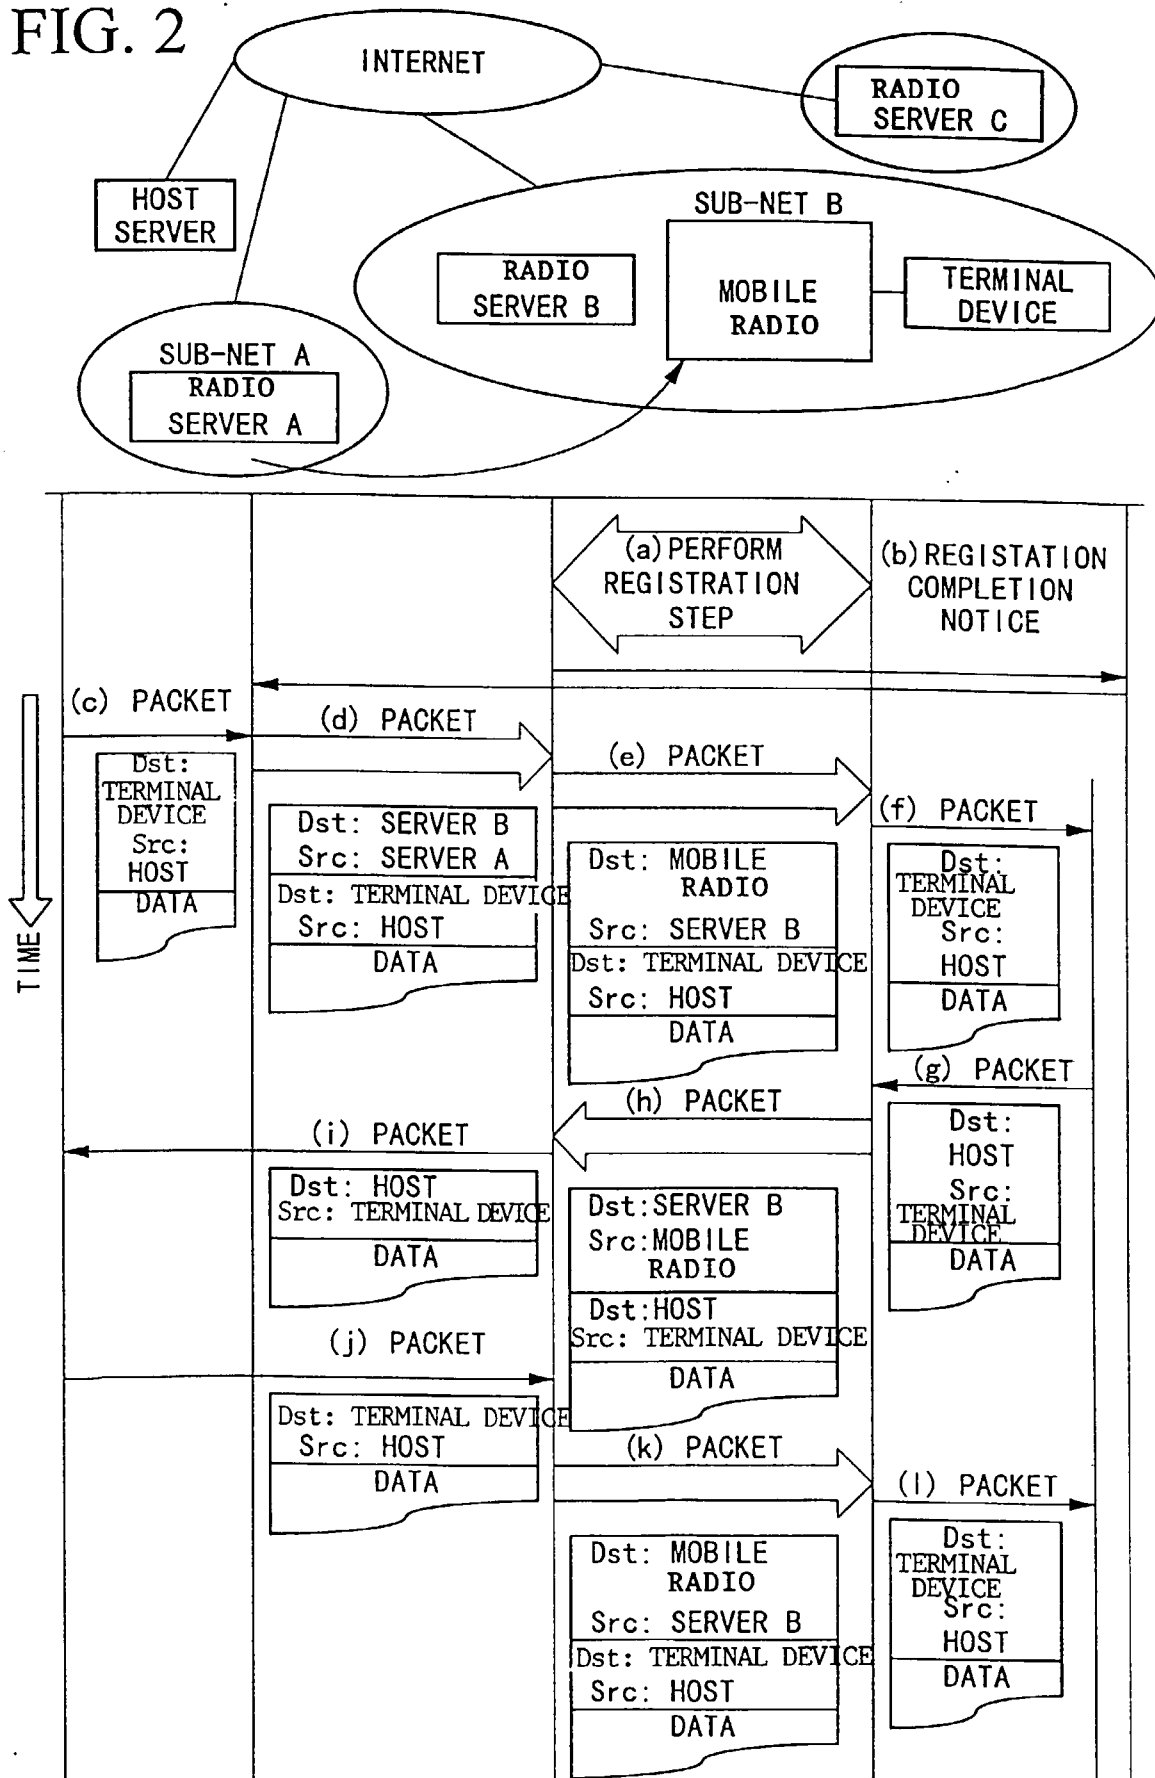 FIG. 2
INTERNET
RADIO
SERVER C
HOST
SERVER
SUB-NET B
RADIO
SERVER B
MOBILE
RADIO
TERMINAL
DEVICE
SUB-NET A
RADIO
SERVER A
(a) PERFORM
REGISTRATION
STEP
(b) REGISTATION
COMPLETION
NOTICE
TIME
(c) PACKET
Dst:
TERMINAL
DEVICE
Src:
HOST
DATA
(d) PACKET
Dst: SERVER B
Src: SERVER A
Dst: TERMINAL DEVICE
Src: HOST
DATA
(e) PACKET
Dst: MOBILE
RADIO
Src: SERVER B
Dst: TERMINAL DEVICE
Src: HOST
DATA
(f) PACKET
Dst:
TERMINAL
DEVICE
Src:
HOST
DATA
(g) PACKET
Dst:
HOST
Src:
TERMINAL
DEVICE
DATA
(h) PACKET
Dst:SERVER B
Src:MOBILE
RADIO
Dst:HOST
Src: TERMINAL DEVICE
DATA
(i) PACKET
Dst: HOST
Src: TERMINAL DEVICE
DATA
(j) PACKET
Dst: TERMINAL DEVICE
Src: HOST
DATA
(k) PACKET
Dst: MOBILE
RADIO
Src: SERVER B
Dst: TERMINAL DEVICE
Src: HOST
DATA
(l) PACKET
Dst:
TERMINAL
DEVICE
Src:
HOST
DATA